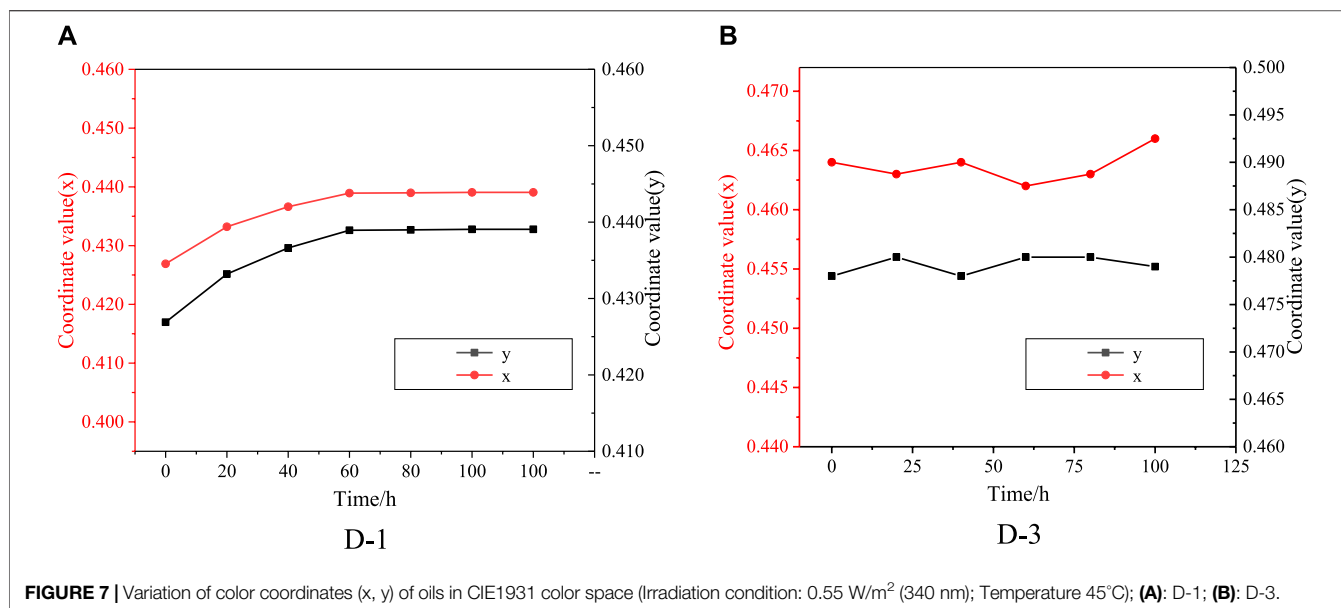 A
0.460
0.450
0.440
0.430
0.420
0.410
0.400
Coordinate value(x)
0.460
0.450
0.440
0.430
0.420
0.410
Coordinate value(y)
y
x
0 20 40 60 80 100 100 --
Time/h
D-1
B
0.470
0.465
0.460
0.455
0.450
0.445
0.440
Coordinate value(x)
0.500
0.495
0.490
0.485
0.480
0.475
0.470
0.465
0.460
Coordinate value(y)
y
x
0 25 50 75 100 125
Time/h
D-3
FIGURE 7 | Variation of color coordinates (x, y) of oils in CIE1931 color space (Irradiation condition: 0.55 W/m² (340 nm); Temperature 45°C); (A): D-1; (B): D-3.